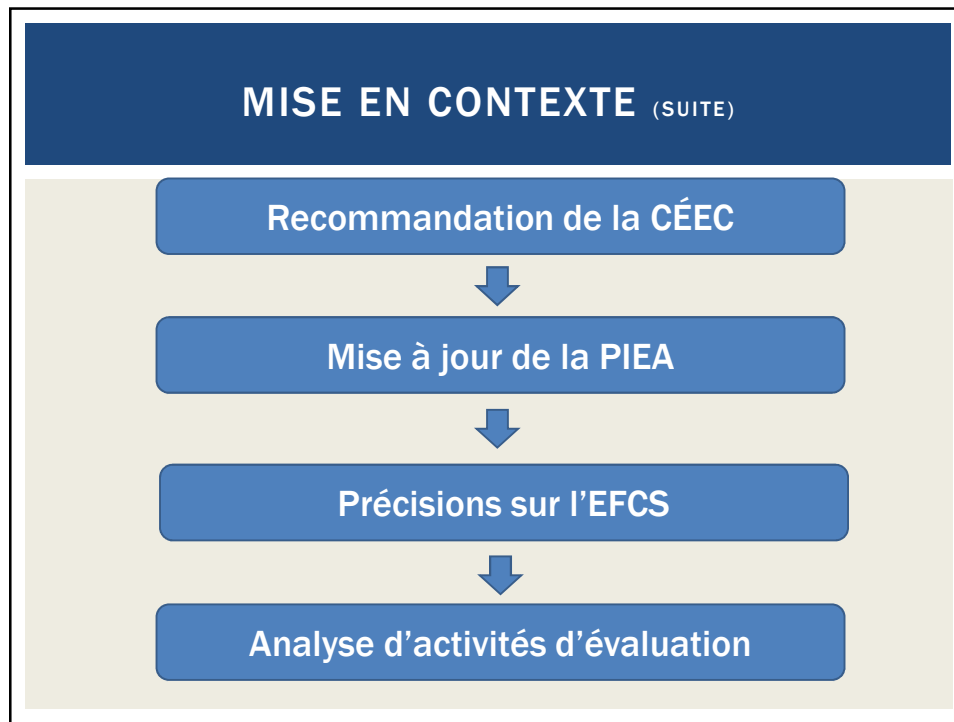 MISE EN CONTEXTE (SUITE)
Recommandation de la CÉEC
Mise à jour de la PIEA
Précisions sur l’EFCS
Analyse d’activités d’évaluation